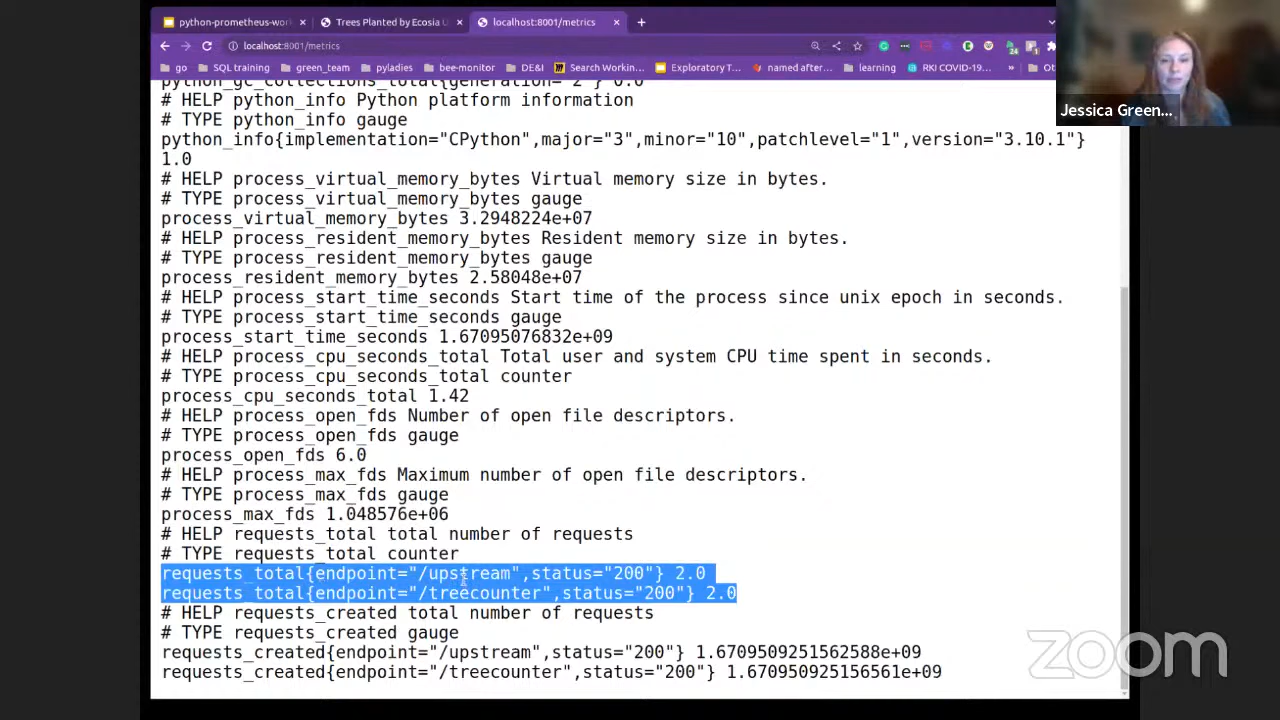 python-prometheus-work
Trees Planted by Ecosia
localhost:8001/metrics
localhost:8001/metrics
go
SQL training
green_team
pyladies
bee-monitor
DE&I
Search Workin...
Exploratory T...
named after...
learning
RKI COVID-19...
»
python_gc_collections_total{generation="2"} 0.0
# HELP python_info Python platform information
# TYPE python_info gauge
python_info{implementation="CPython",major="3",minor="10",patchlevel="1",version="3.10.1"}
1.0
# HELP process_virtual_memory_bytes Virtual memory size in bytes.
# TYPE process_virtual_memory_bytes gauge
process_virtual_memory_bytes 3.2948224e+07
# HELP process_resident_memory_bytes Resident memory size in bytes.
# TYPE process_resident_memory_bytes gauge
process_resident_memory_bytes 2.58048e+07
# HELP process_start_time_seconds Start time of the process since unix epoch in seconds.
# TYPE process_start_time_seconds gauge
process_start_time_seconds 1.67095076832e+09
# HELP process_cpu_seconds_total Total user and system CPU time spent in seconds.
# TYPE process_cpu_seconds_total counter
process_cpu_seconds_total 1.42
# HELP process_open_fds Number of open file descriptors.
# TYPE process_open_fds gauge
process_open_fds 6.0
# HELP process_max_fds Maximum number of open file descriptors.
# TYPE process_max_fds gauge
process_max_fds 1.048576e+06
# HELP requests_total total number of requests
# TYPE requests_total counter
requests_total{endpoint="/upstream",status="200"} 2.0
requests_total{endpoint="/treecounter",status="200"} 2.0
# HELP requests_created total number of requests
# TYPE requests_created gauge
requests_created{endpoint="/upstream",status="200"} 1.6709509251562588e+09
requests_created{endpoint="/treecounter",status="200"} 1.670950925156561e+09
Jessica Green...
zoom